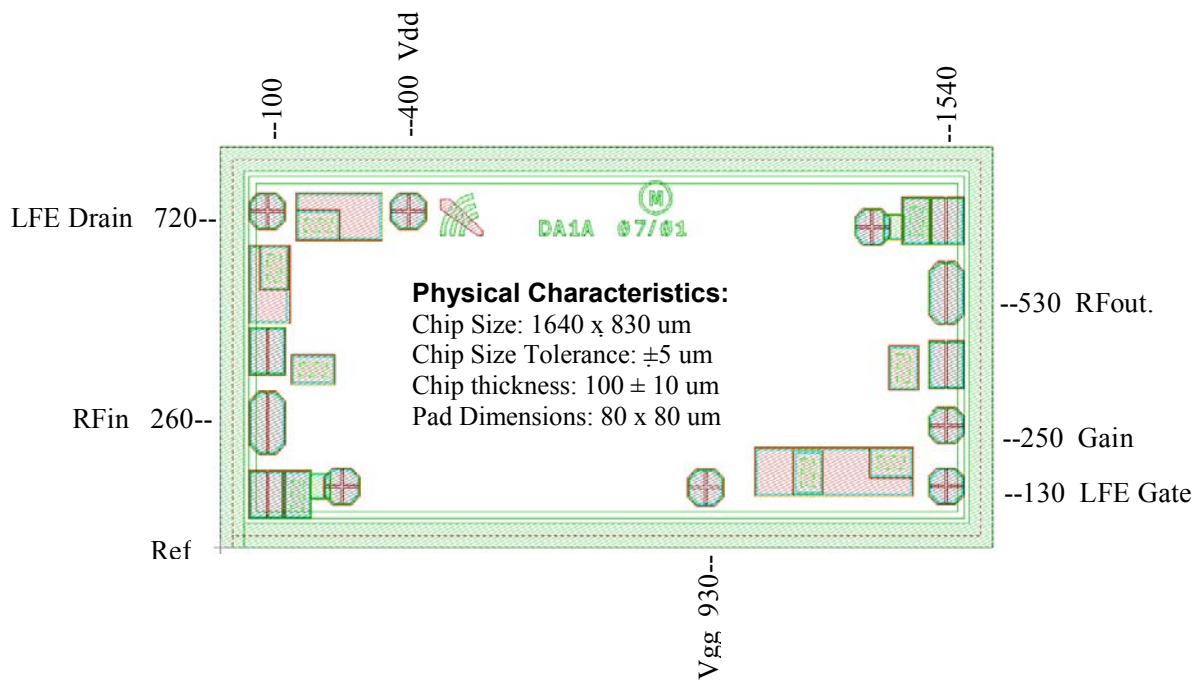 --100
--400 Vdd
--1540
LFE Drain 720--
M
DA1A 07/01
Physical Characteristics:
Chip Size: 1640 x 830 um
Chip Size Tolerance: ±5 um
Chip thickness: 100 ± 10 um
Pad Dimensions: 80 x 80 um
--530 RFout.
RFin 260--
--250 Gain
--130 LFE Gate
Ref
Vgg 930--